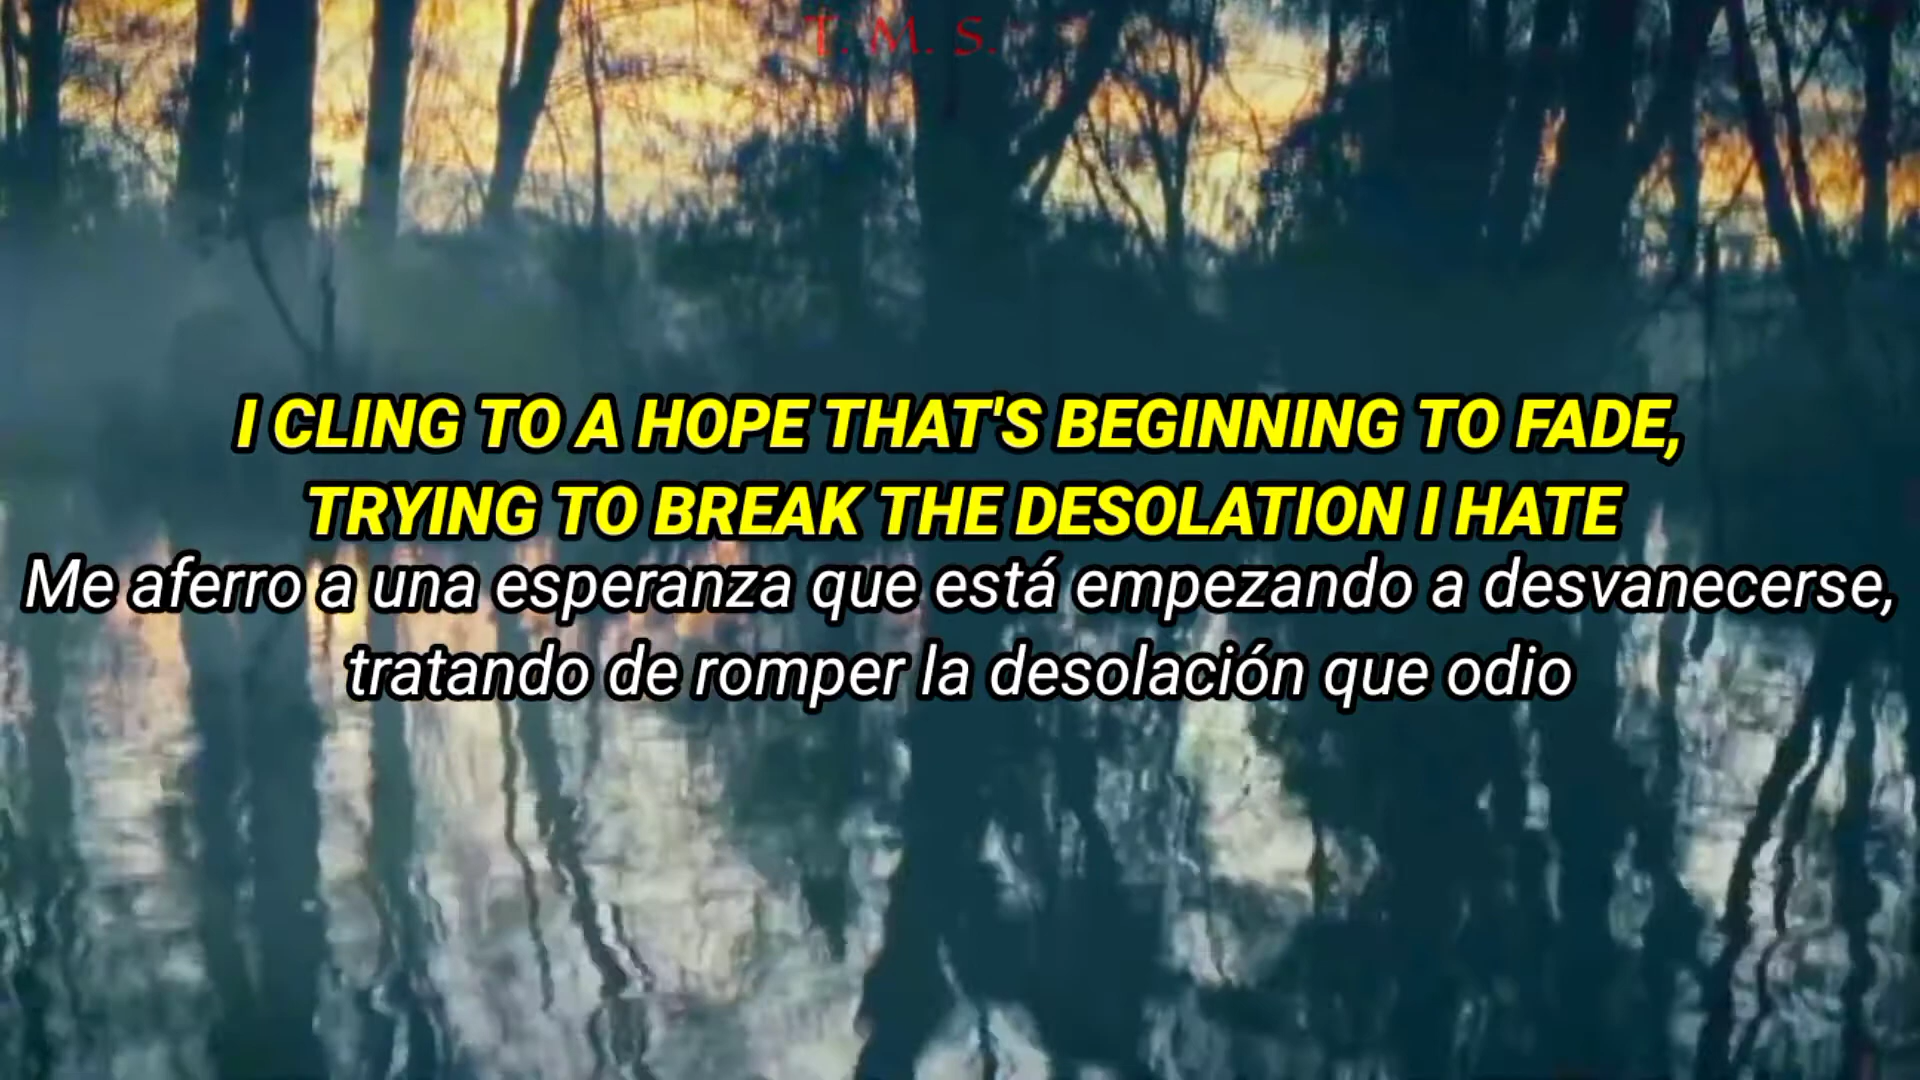 T. M. S.
I CLING TO A HOPE THAT'S BEGINNING TO FADE,
TRYING TO BREAK THE DESOLATION I HATE
Me aferro a una esperanza que está empezando a desvanecerse,
tratando de romper la desolación que odio